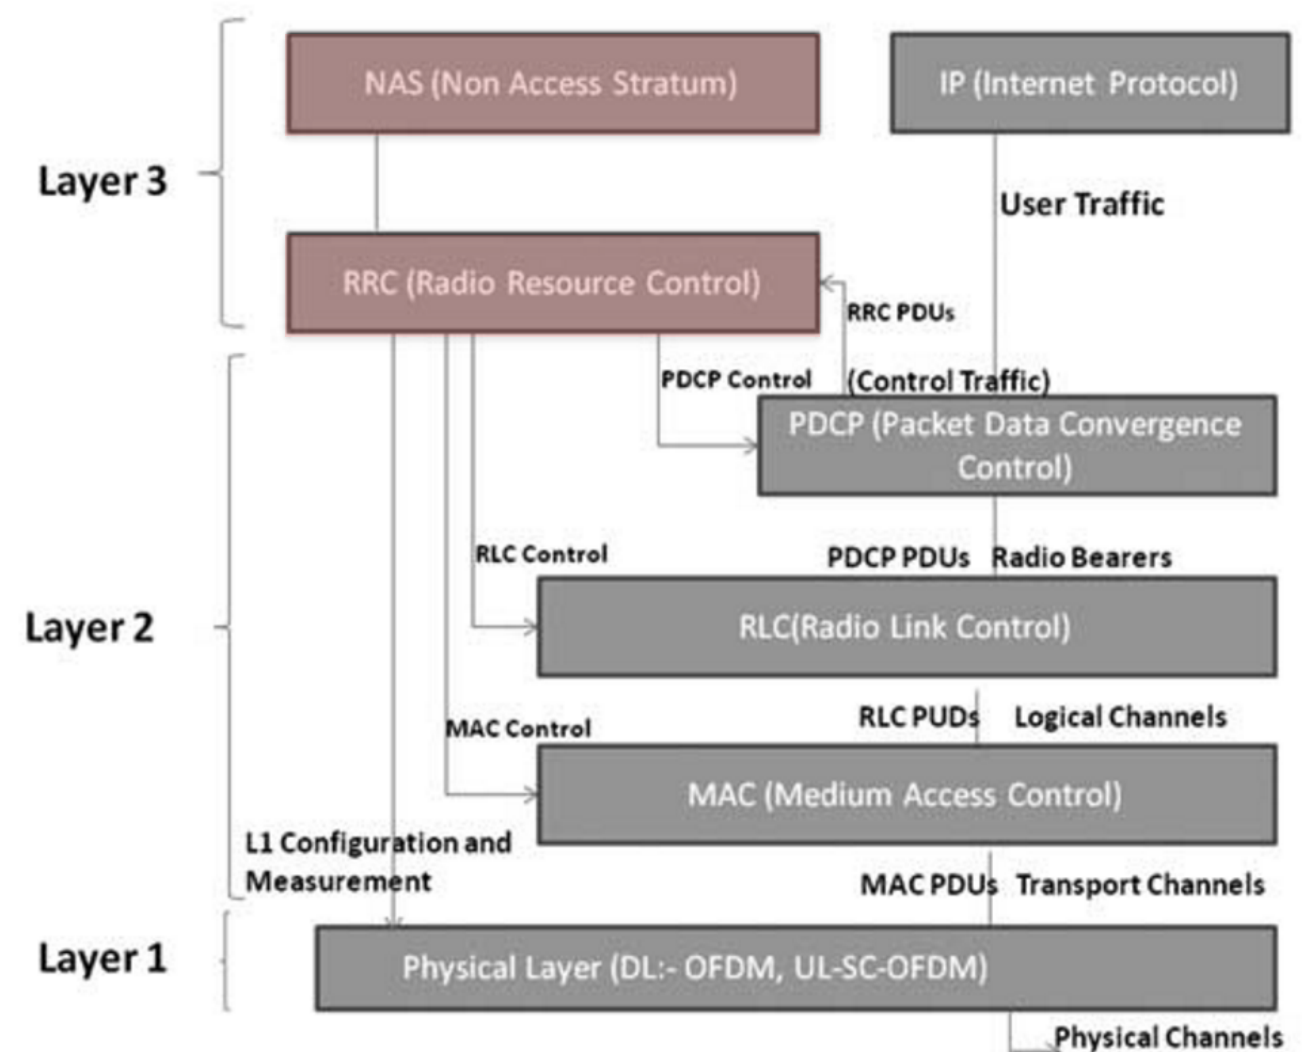 NAS (Non Access Stratum)
IP (Internet Protocol)
Layer 3
User Traffic
RRC (Radio Resource Control)
RRC PDUs
PDCP Control
(Control Traffic)
PDCP (Packet Data Convergence
Control)
RLC Control
PDCP PDUs
Radio Bearers
Layer 2
RLC(Radio Link Control)
RLC PUDs
Logical Channels
MAC Control
MAC (Medium Access Control)
L1 Configuration and
Measurement
MAC PDUs
Transport Channels
Layer 1
Physical Layer (DL:- OFDM, UL-SC-OFDM)
Physical Channels